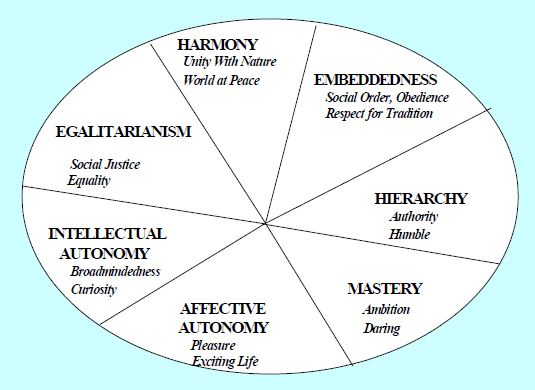 HARMONY
Unity With Nature
World at Peace
EMBEDDEDNESS
Social Order, Obedience
Respect for Tradition
HIERARCHY
Authority
Humble
MASTERY
Ambition
Daring
AFFECTIVE
AUTONOMY
Pleasure
Exciting Life
INTELLECTUAL
AUTONOMY
Broadmindedness
Curiosity
EGALITARIANISM
Social Justice
Equality